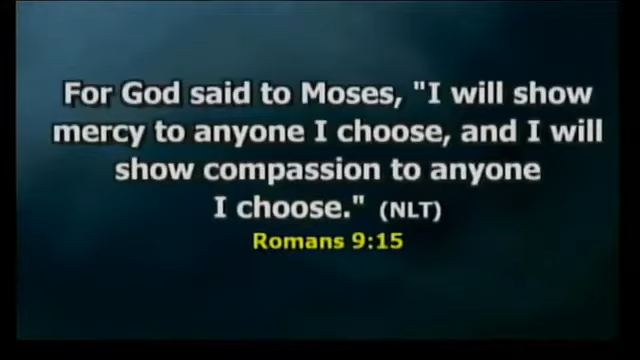 For God said to Moses, "I will show
mercy to anyone I choose, and I will
show compassion to anyone
I choose." (NLT)
Romans 9:15